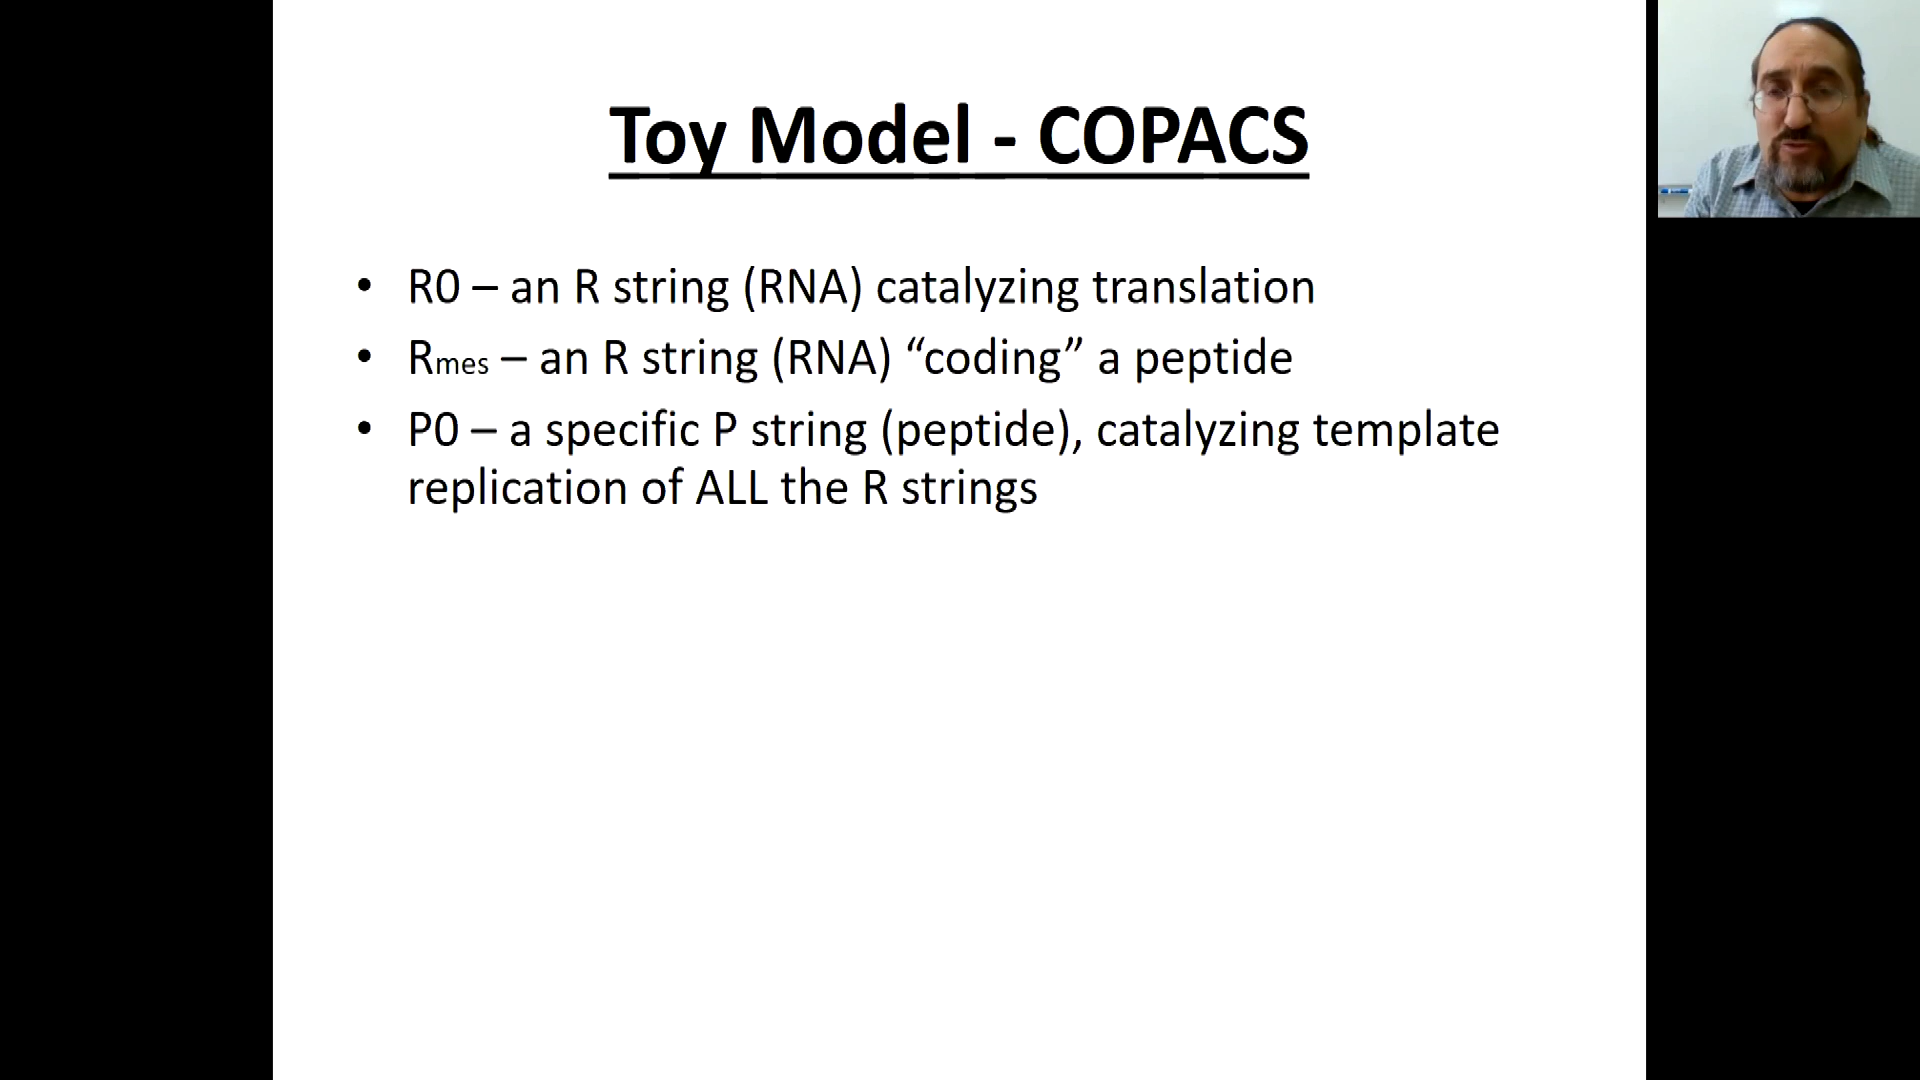 Toy Model - COPACS
• R0 – an R string (RNA) catalyzing translation
• Rmes – an R string (RNA) “coding” a peptide
• P0 – a specific P string (peptide), catalyzing template
replication of ALL the R strings